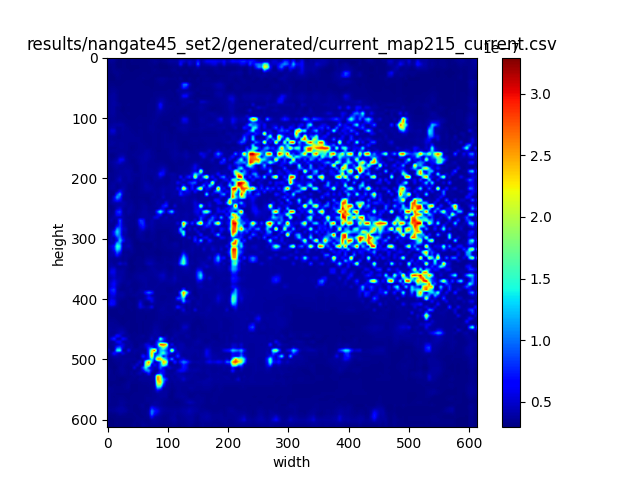 results/nangate45_set2/generated/current_map215_current.csv
1e−7
0
100
200
300
400
500
600
height
0 100 200 300 400 500 600
width
3.0
2.5
2.0
1.5
1.0
0.5